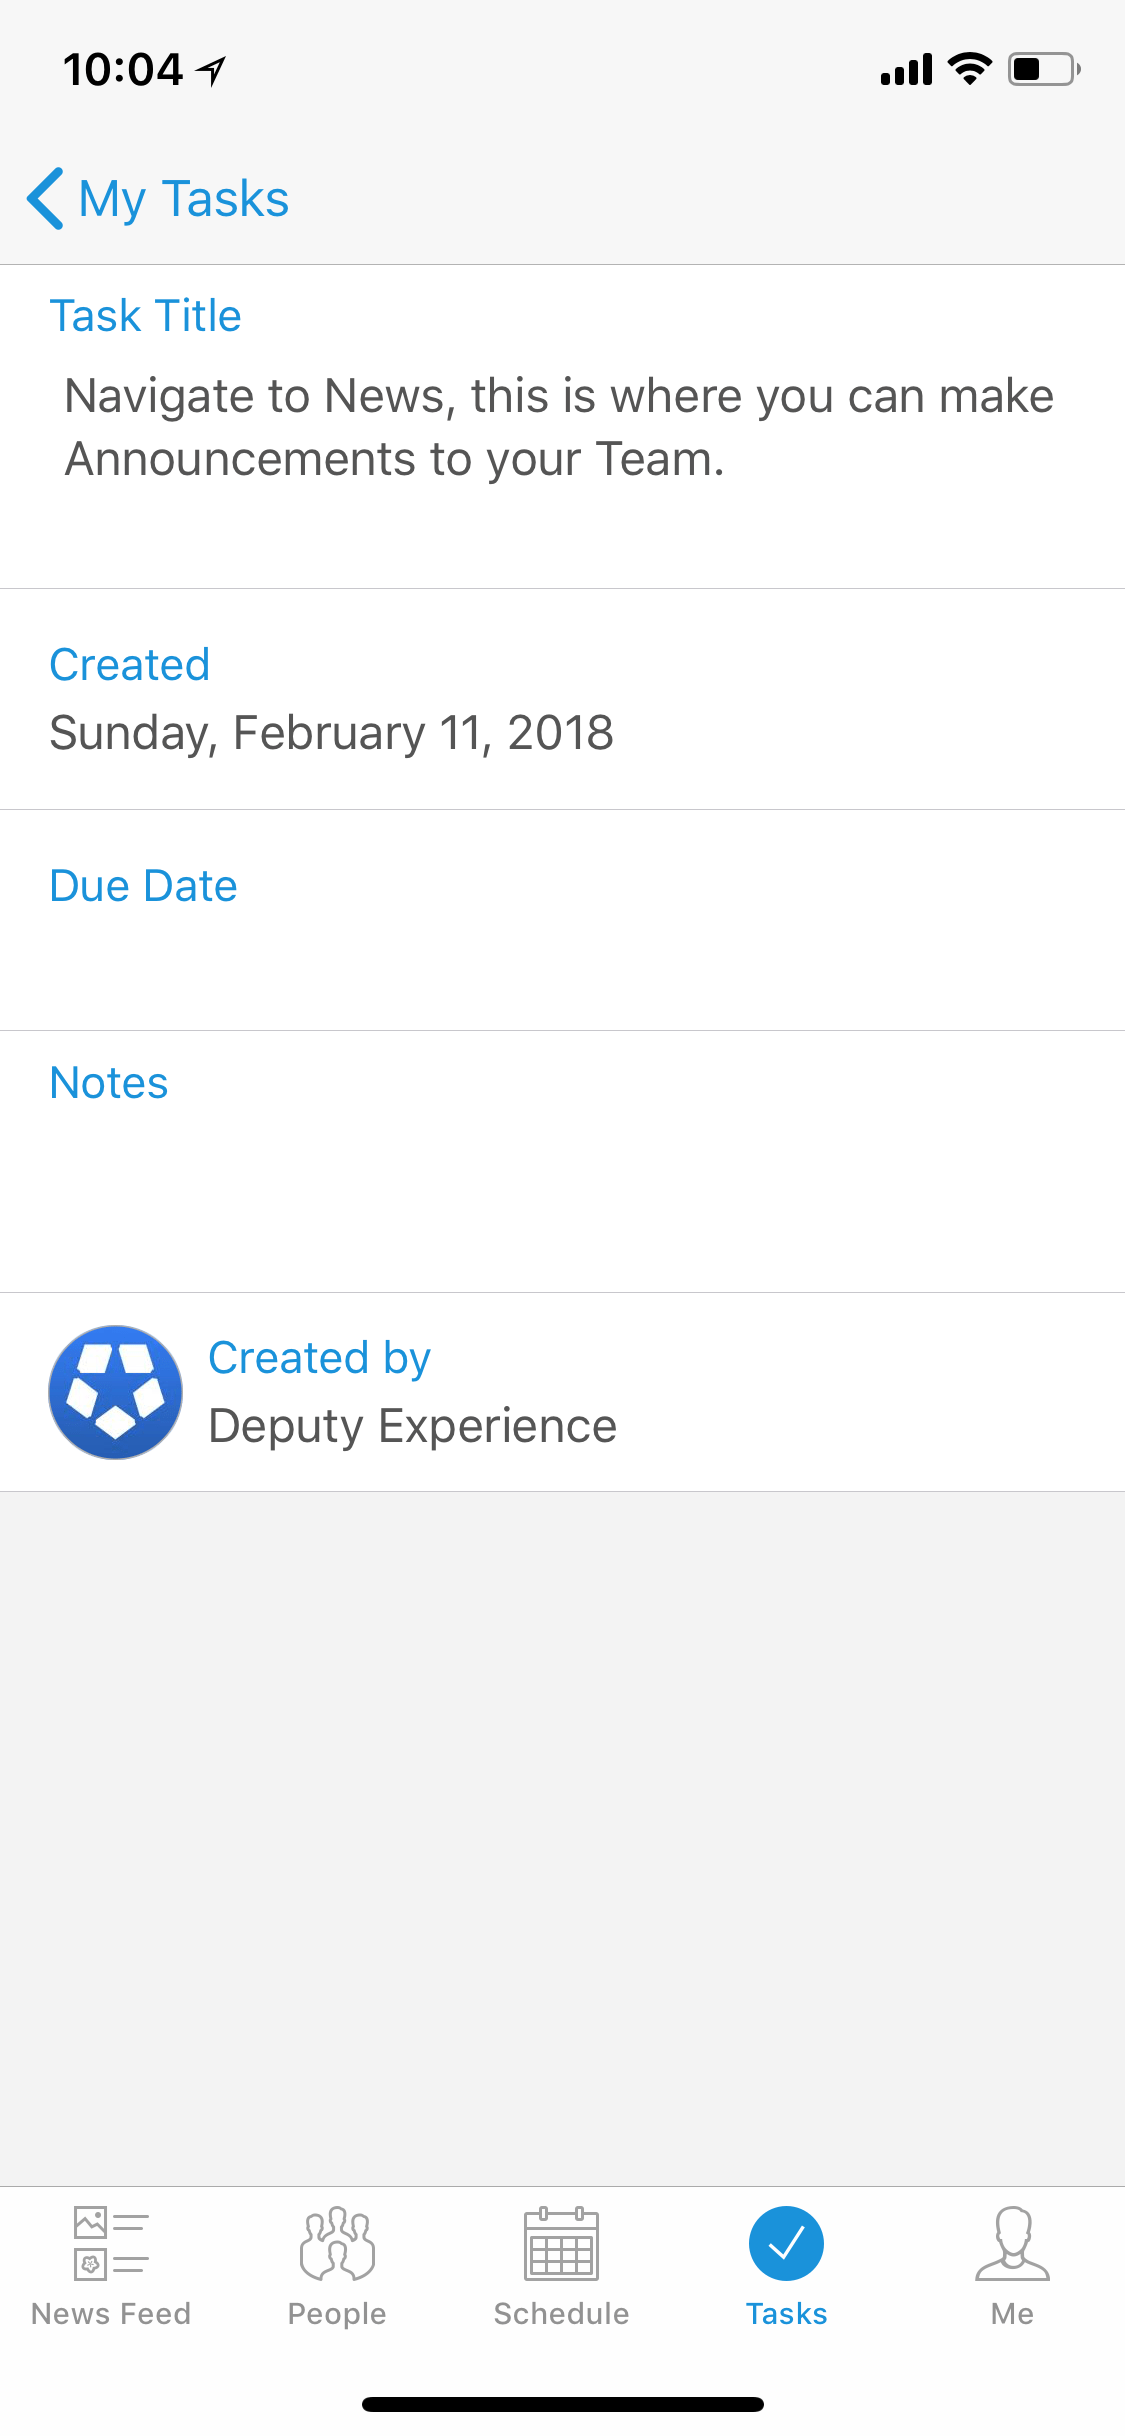 10:04
My Tasks
Task Title
Navigate to News, this is where you can make
Announcements to your Team.
Created
Sunday, February 11, 2018
Due Date
Notes
Created by
Deputy Experience
News Feed
People
Schedule
Tasks
Me